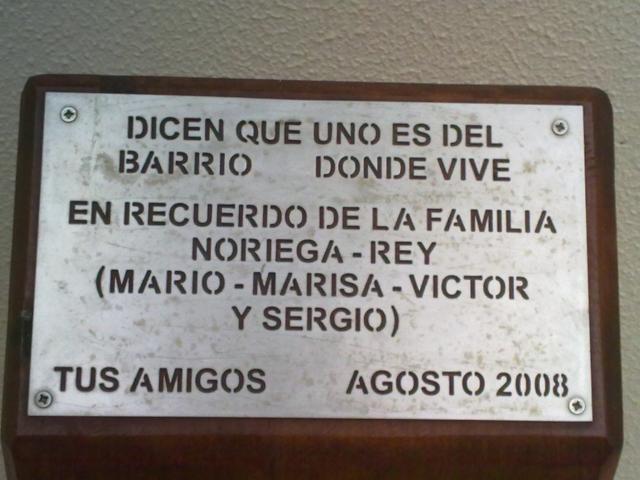 DICEN QUE UNO ES DEL
BARRIO DONDE VIVE
EN RECUERDO DE LA FAMILIA
NORIEGA - REY
(MARIO - MARISA - VICTOR
Y SERGIO)
TUS AMIGOS AGOSTO 2008